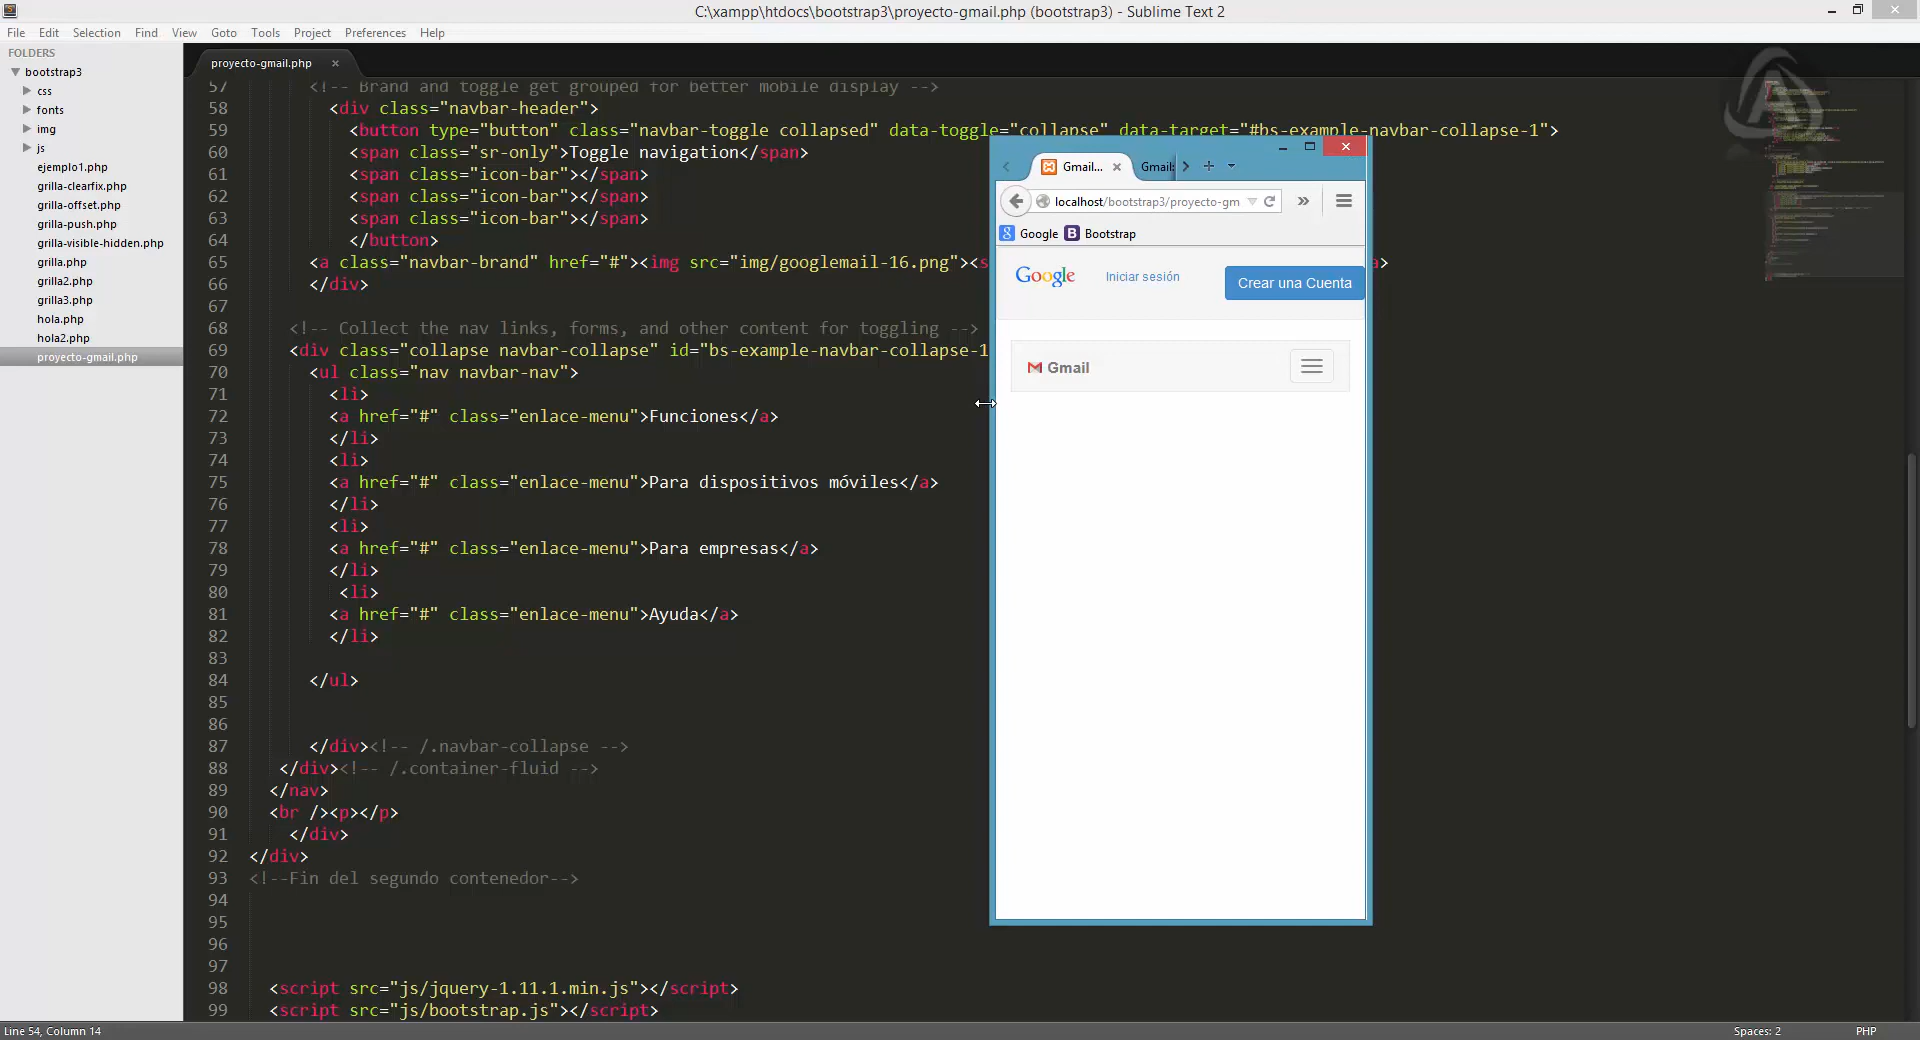 C:\xampp\htdocs\bootstrap3\proyecto-gmail.php (bootstrap3) - Sublime Text 2
File Edit Selection Find View Goto Tools Project Preferences Help
FOLDERS
bootstrap3
css
fonts
img
js
ejemplo1.php
grilla-clearfix.php
grilla-offset.php
grilla-push.php
grilla-visible-hidden.php
grilla.php
grilla2.php
grilla3.php
hola.php
hola2.php
proyecto-gmail.php
proyecto-gmail.php
57 <!-- Brand and toggle get grouped for better mobile display -->
58 <div class="navbar-header">
59 <button type="button" class="navbar-toggle collapsed" data-toggle="collapse" data-target="#bs-example-navbar-collapse-1">
60 <span class="sr-only">Toggle navigation</span>
61 <span class="icon-bar"></span>
62 <span class="icon-bar"></span>
63 <span class="icon-bar"></span>
64 </button>
65 <a class="navbar-brand" href="#"><img src="img/googlemail-16.png"><s a>
66 </div>
67
68 <!-- Collect the nav links, forms, and other content for toggling -->
69 <div class="collapse navbar-collapse" id="bs-example-navbar-collapse-1
70 <ul class="nav navbar-nav">
71 <li>
72 <a href="#" class="enlace-menu">Funciones</a>
73 </li>
74 <li>
75 <a href="#" class="enlace-menu">Para dispositivos móviles</a>
76 </li>
77 <li>
78 <a href="#" class="enlace-menu">Para empresas</a>
79 </li>
80 <li>
81 <a href="#" class="enlace-menu">Ayuda</a>
82 </li>
83
84 </ul>
85
86
87 </div><!-- /.navbar-collapse -->
88 </div><!-- /.container-fluid -->
89 </nav>
90 <br /><p></p>
91 </div>
92 </div>
93 <!--Fin del segundo contenedor-->
94
95
96
97
98 <script src="js/jquery-1.11.1.min.js"></script>
99 <script src="js/bootstrap.js"></script>
Gmail... Gmail:
localhost/bootstrap3/proyecto-gm
Google Bootstrap
Google Iniciar sesión Crear una Cuenta
Gmail
Line 54, Column 14
Spaces: 2 PHP